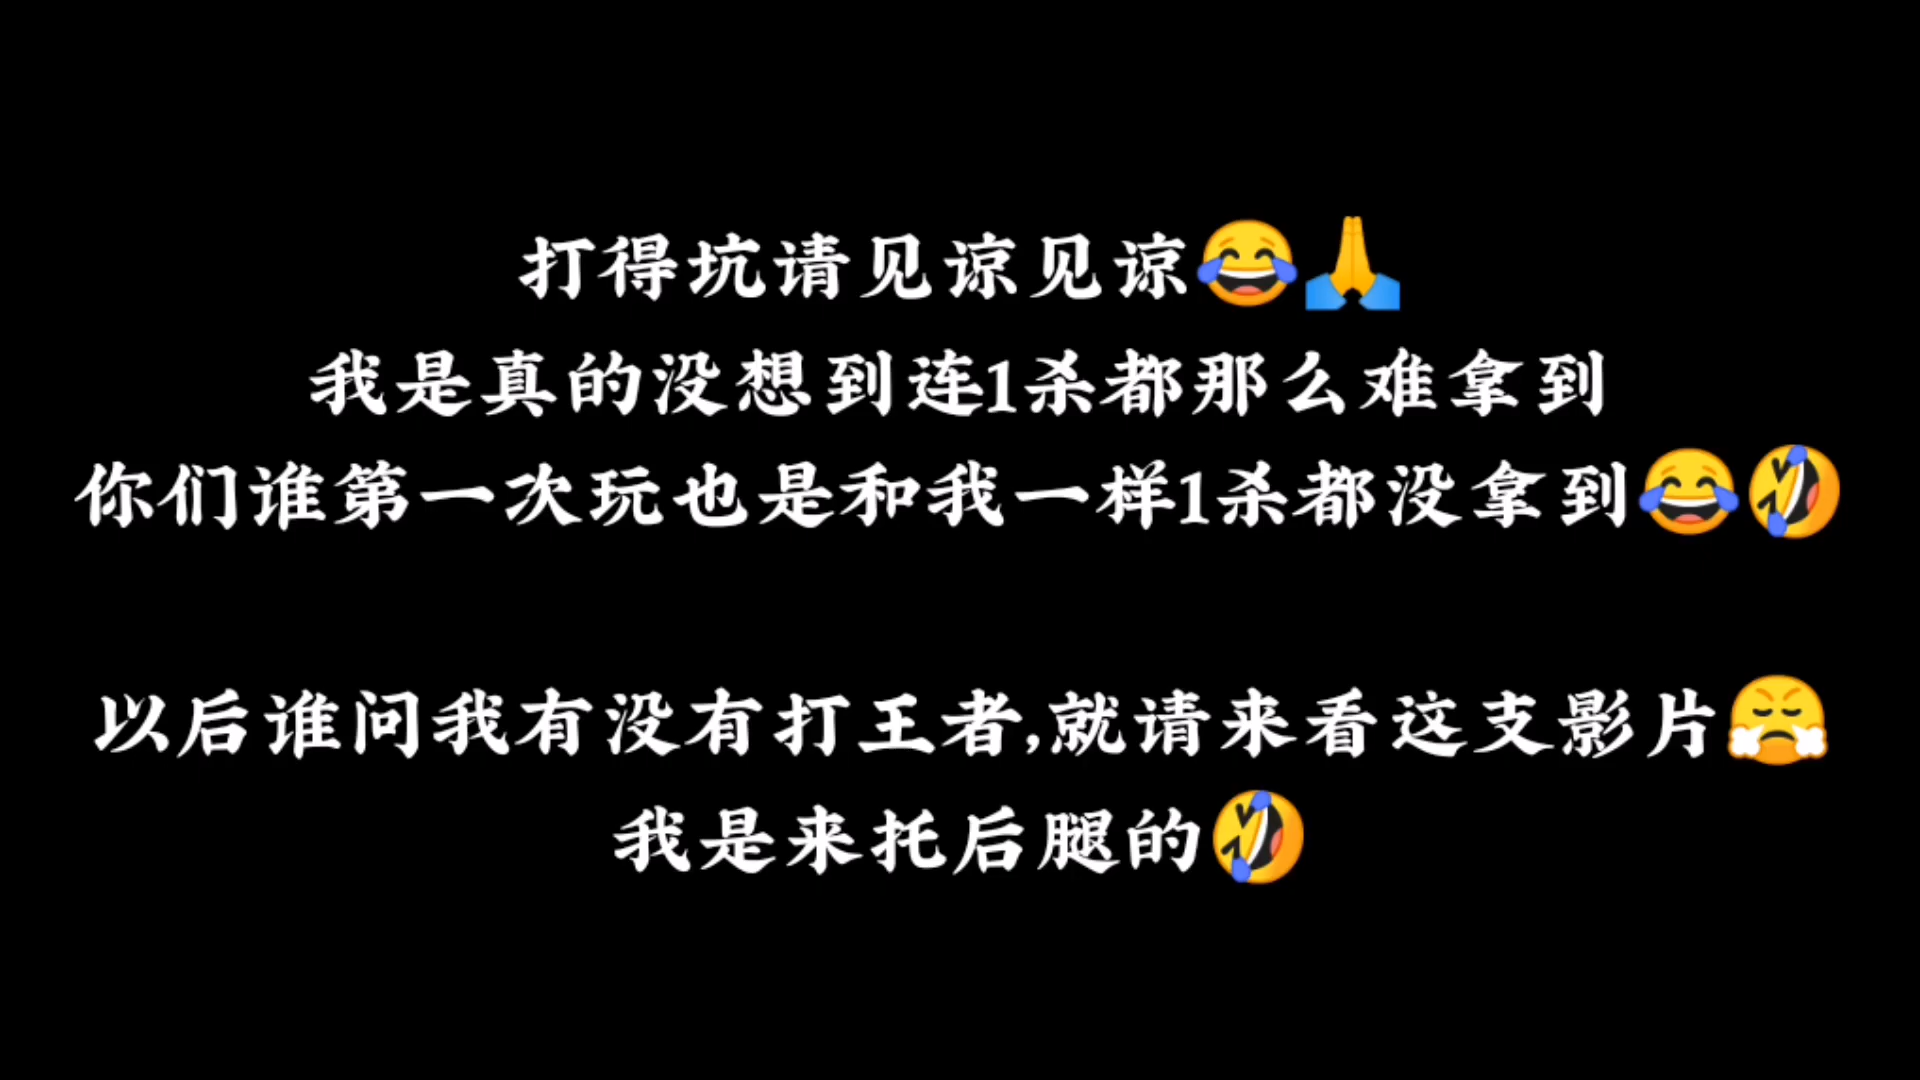 打得坑请见谅见谅😂🙏
我是真的没想到连1杀都那么难拿到
你们谁第一次玩也是和我一样1杀都没拿到😂🤣
以后谁问我有没有打王者,就请来看这支影片😤
我是来托后腿的🤣